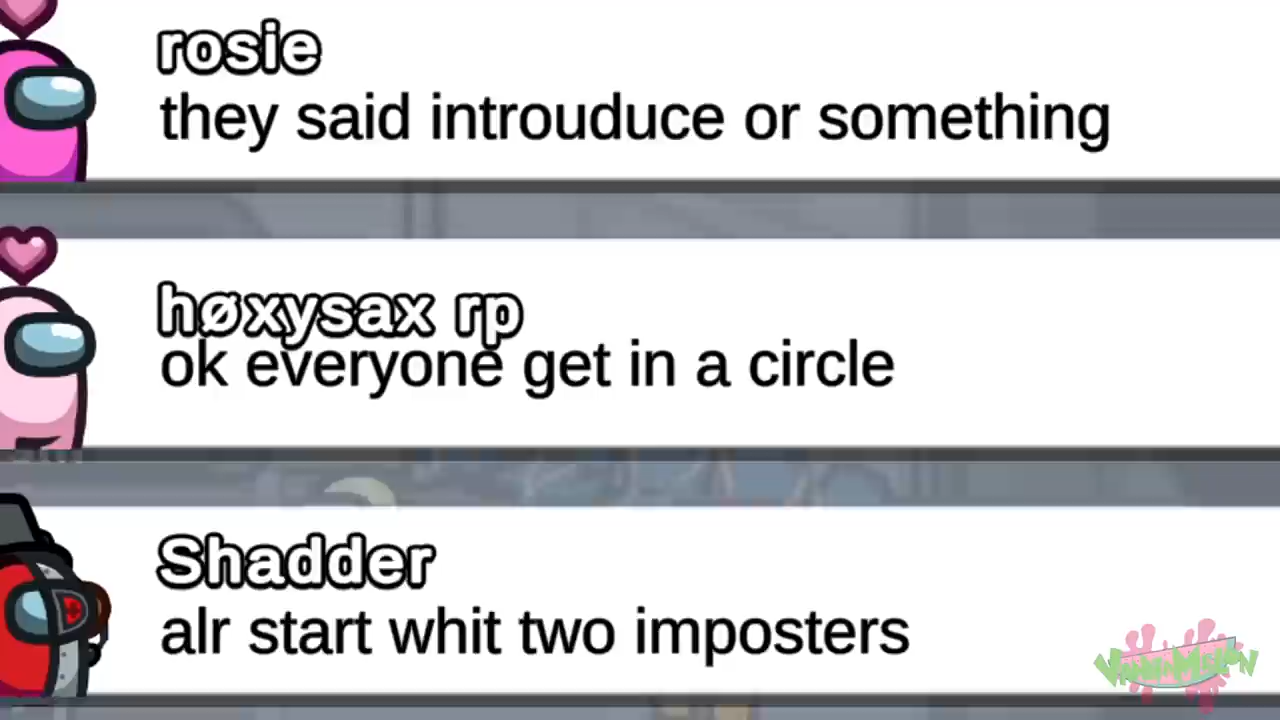 rosie
they said introuduce or something
høxysax rp
ok everyone get in a circle
Shadder
alr start whit two imposters